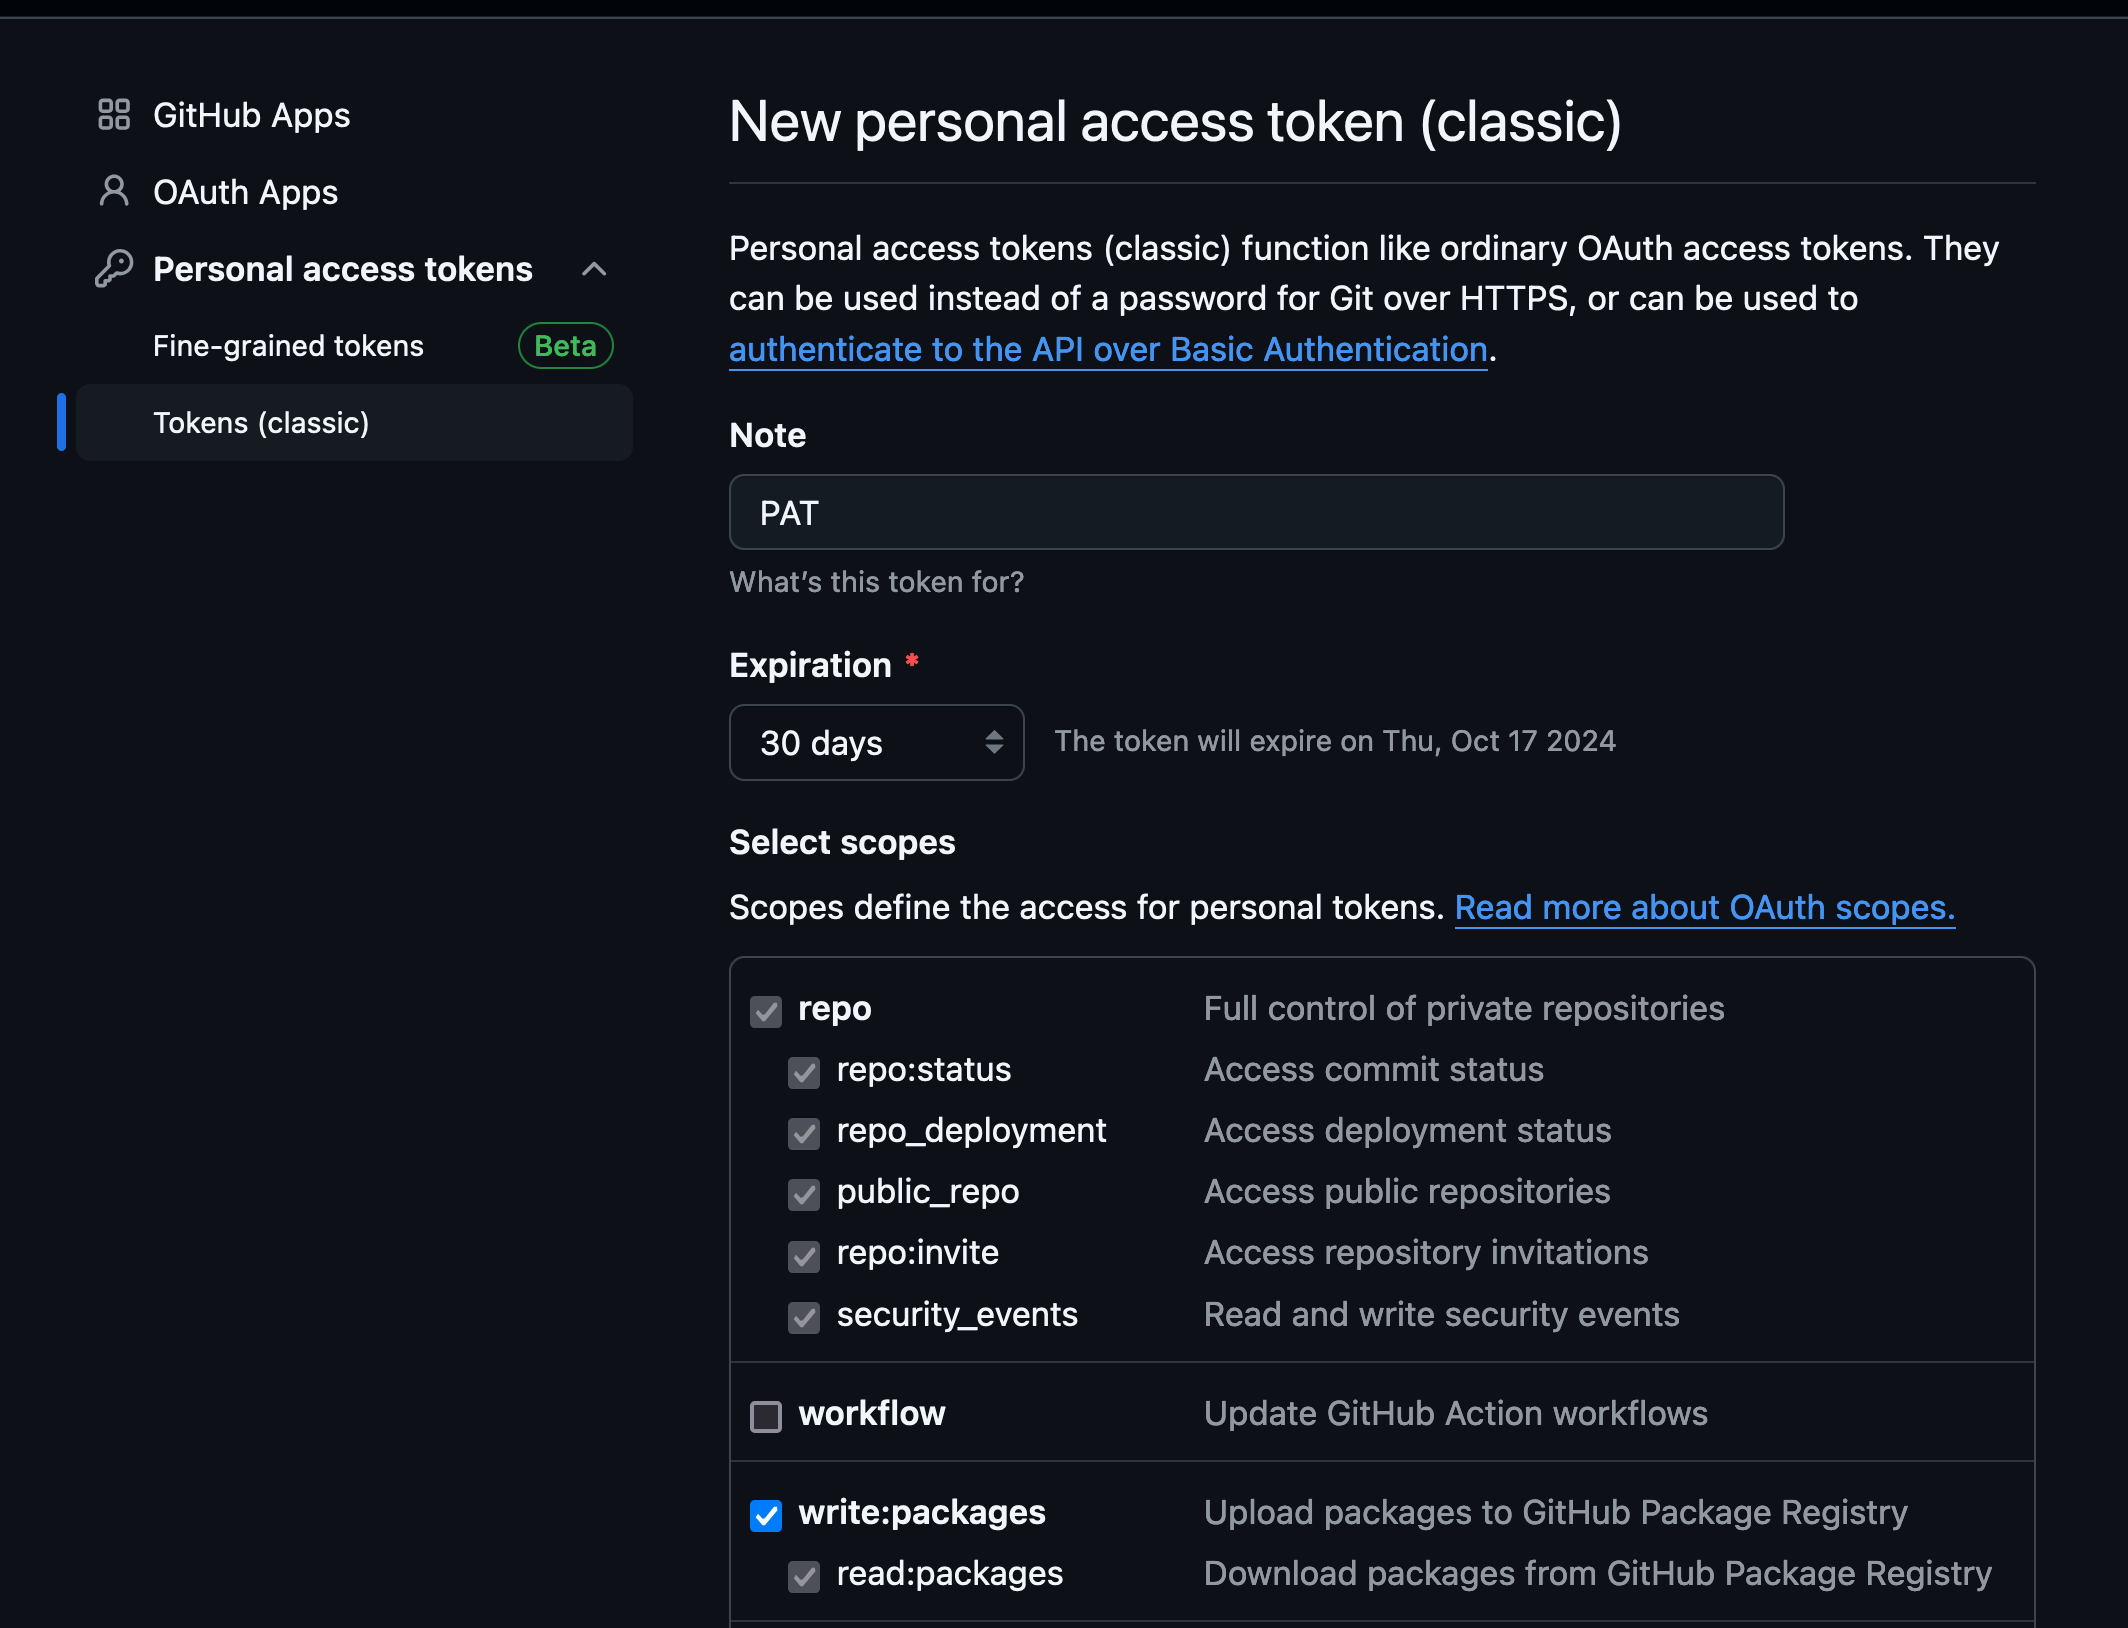 GitHub Apps
OAuth Apps
Personal access tokens
Fine-grained tokens Beta
Tokens (classic)
New personal access token (classic)
Personal access tokens (classic) function like ordinary OAuth access tokens. They
can be used instead of a password for Git over HTTPS, or can be used to
authenticate to the API over Basic Authentication.
Note
PAT
What's this token for?
Expiration *
30 days The token will expire on Thu, Oct 17 2024
Select scopes
Scopes define the access for personal tokens. Read more about OAuth scopes.
repo Full control of private repositories
repo:status Access commit status
repo_deployment Access deployment status
public_repo Access public repositories
repo:invite Access repository invitations
security_events Read and write security events
workflow Update GitHub Action workflows
write:packages Upload packages to GitHub Package Registry
read:packages Download packages from GitHub Package Registry